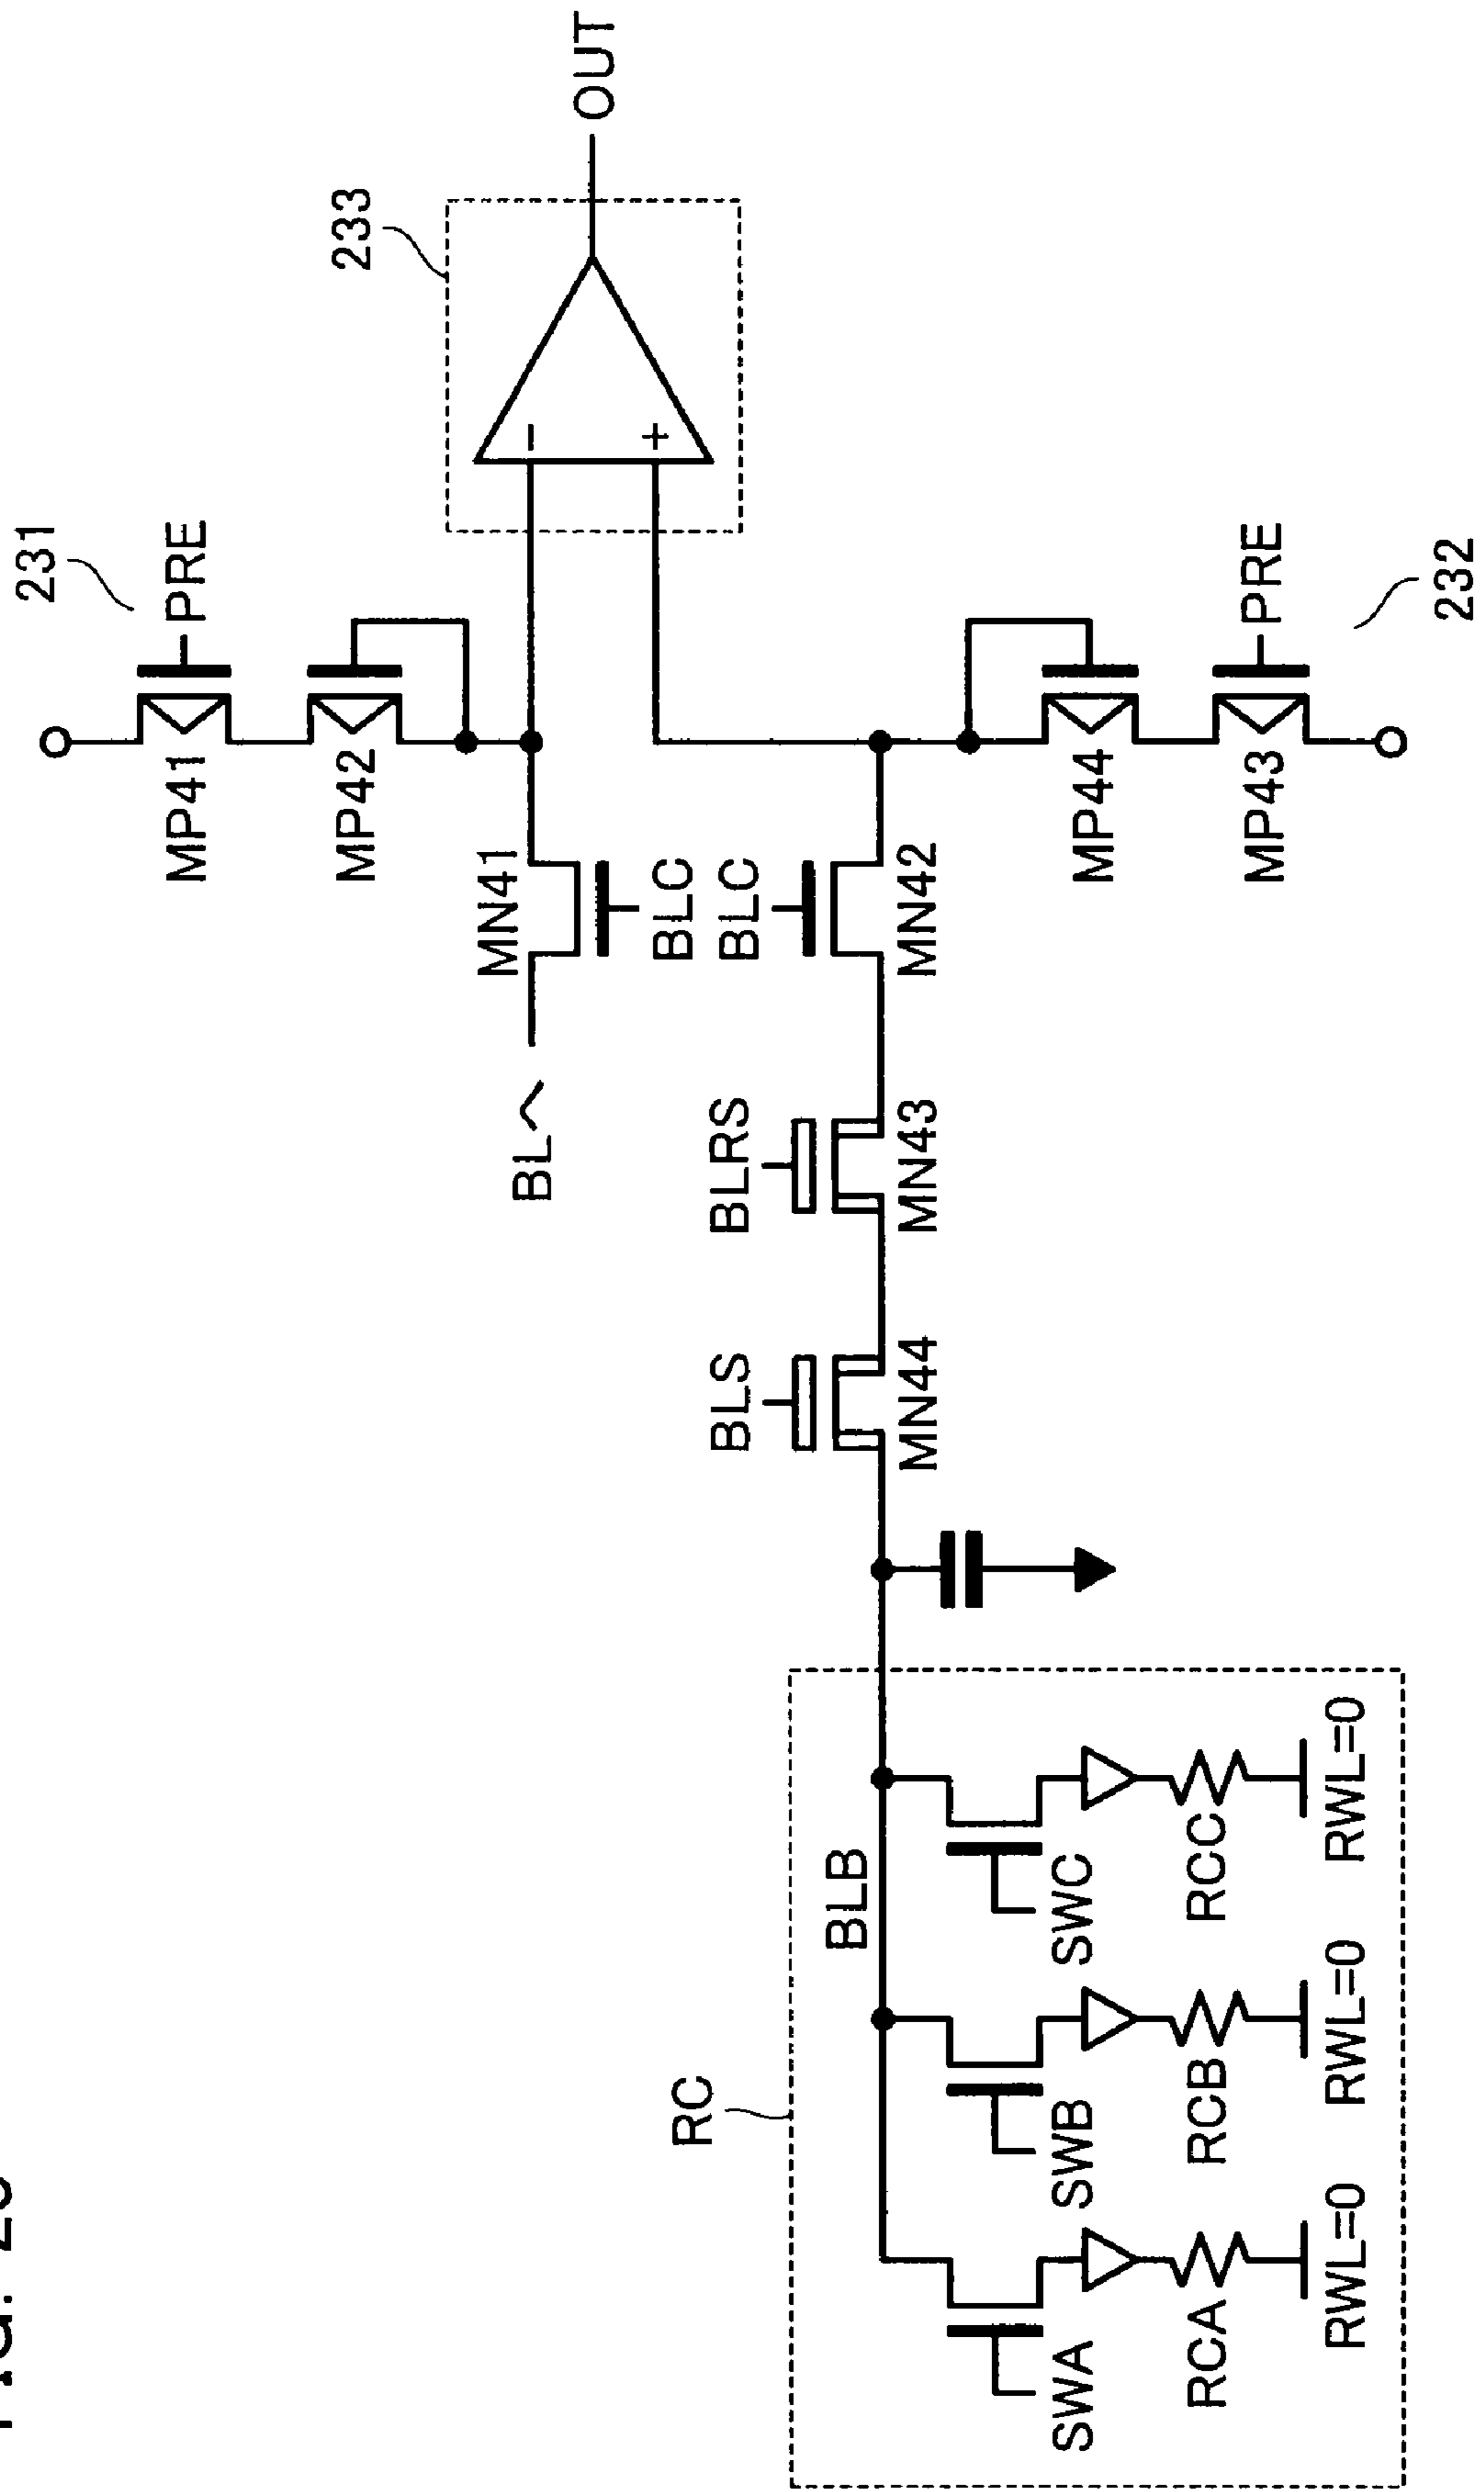 FIG.
231
MP41
PRE
MP42
233
MN41
BL
OUT
BLC
RC
BLS
BLRS
BLC
BLB
MN44
MN43
MN42
SWA
SWB
SWC
MP44
RCA
RCB
RCC
MP43
PRE
RWL=0
RWL=0
RWL=0
232
−
+